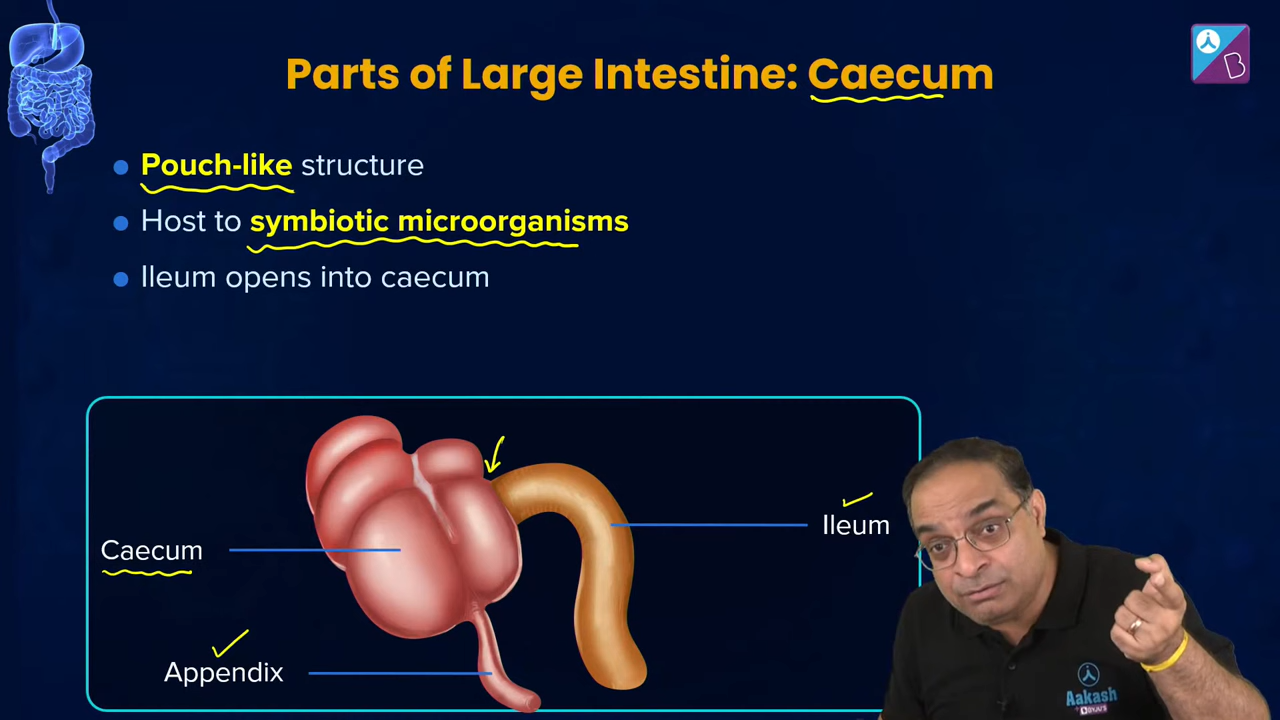 Parts of Large Intestine: Caecum
Pouch-like structure
Host to symbiotic microorganisms
Ileum opens into caecum
Ileum
Caecum
Appendix
B
Aakash
BYJU'S